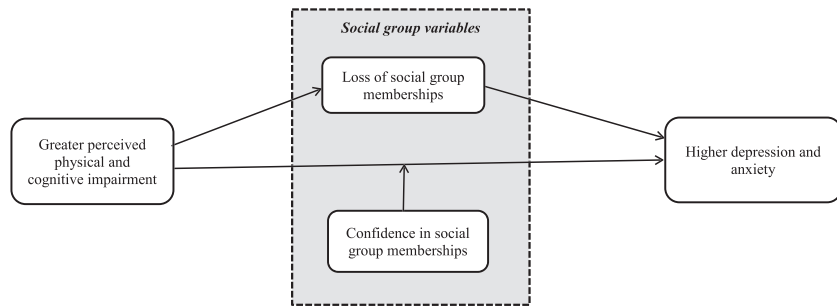 Social group variables
Loss of social group
memberships
Greater perceived
physical and
cognitive impairment
Higher depression and
anxiety
Confidence in social
group memberships